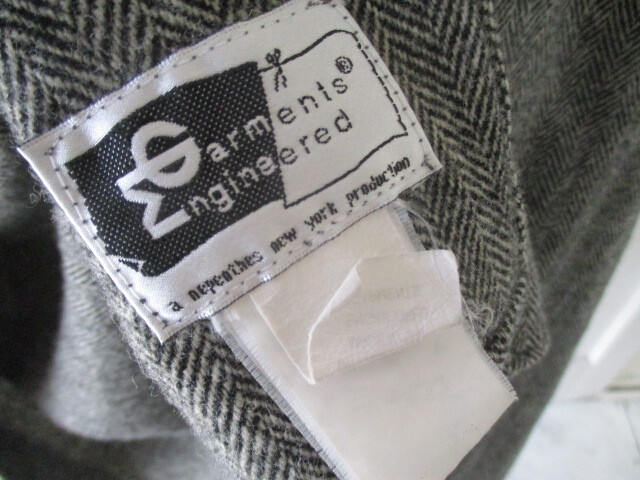 Garments®
Engineered
a nepenthes new york production